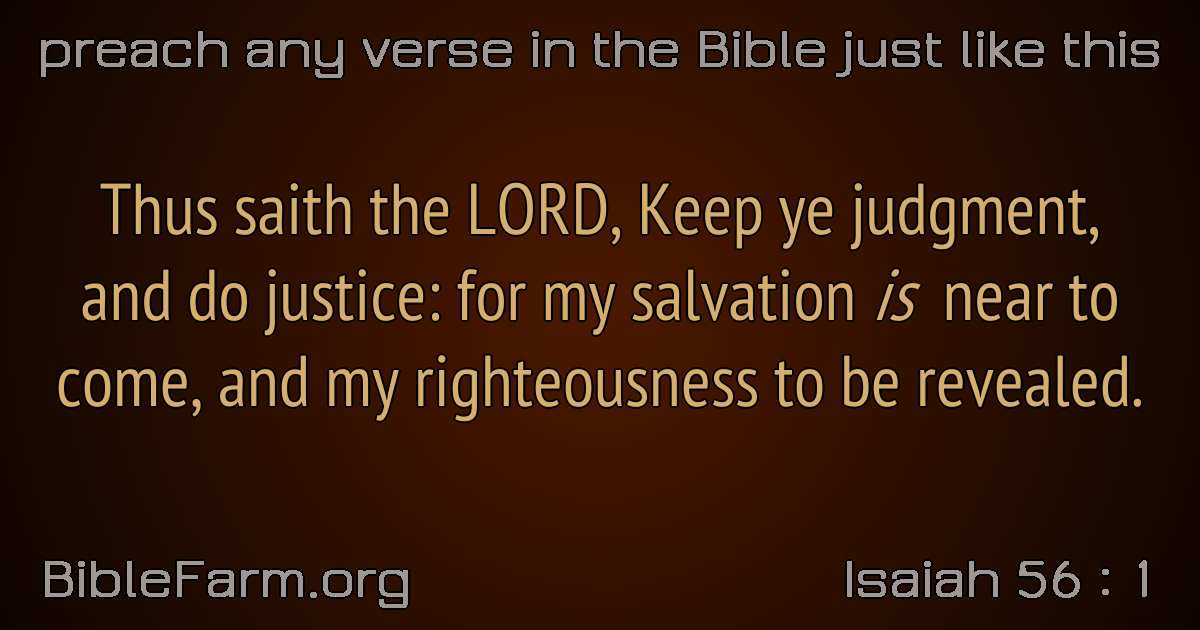 preach any verse in the Bible just like this
Thus saith the LORD, Keep ye judgment,
and do justice: for my salvation is near to
come, and my righteousness to be revealed.
BibleFarm.org
Isaiah 56 : 1